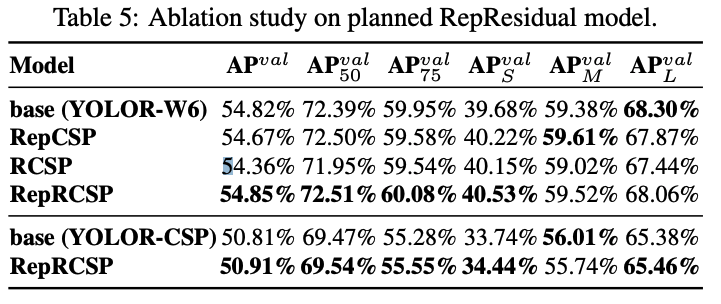 Table 5: Ablation study on planned RepResidual model.
Model AP^val AP^val_50 AP^val_75 AP^val_S AP^val_M AP^val_L
base (YOLOR-W6) 54.82% 72.39% 59.95% 39.68% 59.38% 68.30%
RepCSP 54.67% 72.50% 59.58% 40.22% 59.61% 67.87%
RCSP 54.36% 71.95% 59.54% 40.15% 59.02% 67.44%
RepRCSP 54.85% 72.51% 60.08% 40.53% 59.52% 68.06%
base (YOLOR-CSP) 50.81% 69.47% 55.28% 33.74% 56.01% 65.38%
RepRCSP 50.91% 69.54% 55.55% 34.44% 55.74% 65.46%